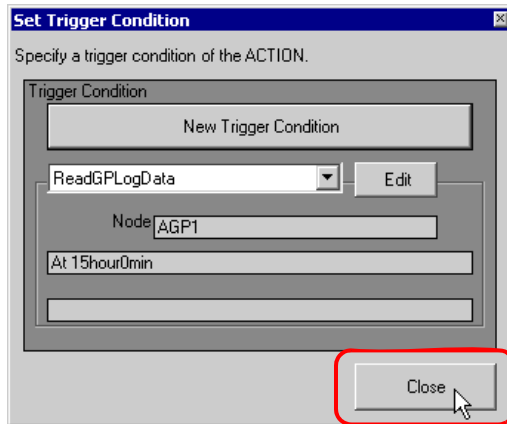 Set Trigger Condition
Specify a trigger condition of the ACTION.
Trigger Condition
New Trigger Condition
ReadGPLogData
Edit
Node AGP1
At 15hour0min
Close